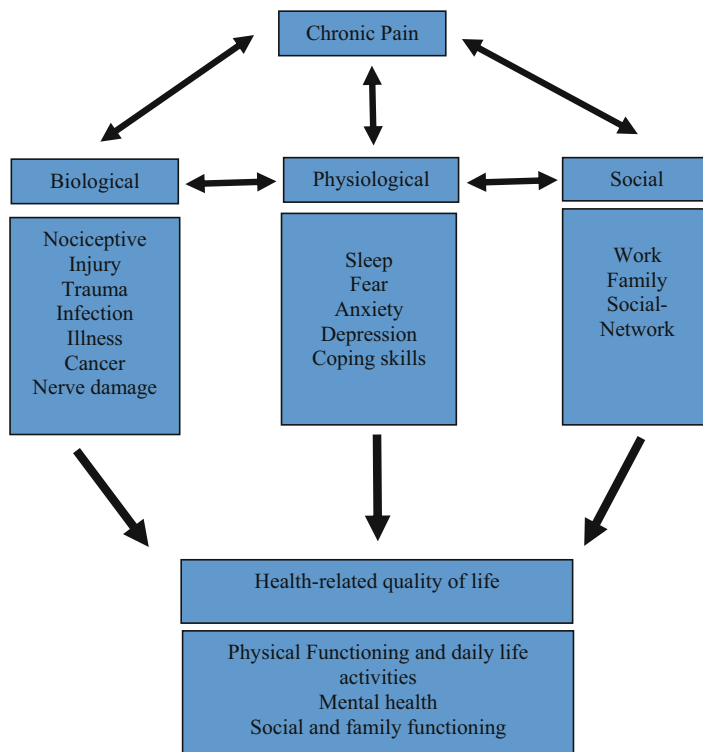 Chronic Pain
Biological
Physiological
Social
Nociceptive
Injury
Trauma
Infection
Illness
Cancer
Nerve damage
Sleep
Fear
Anxiety
Depression
Coping skills
Work
Family
Social-
Network
Health-related quality of life
Physical Functioning and daily life
activities
Mental health
Social and family functioning